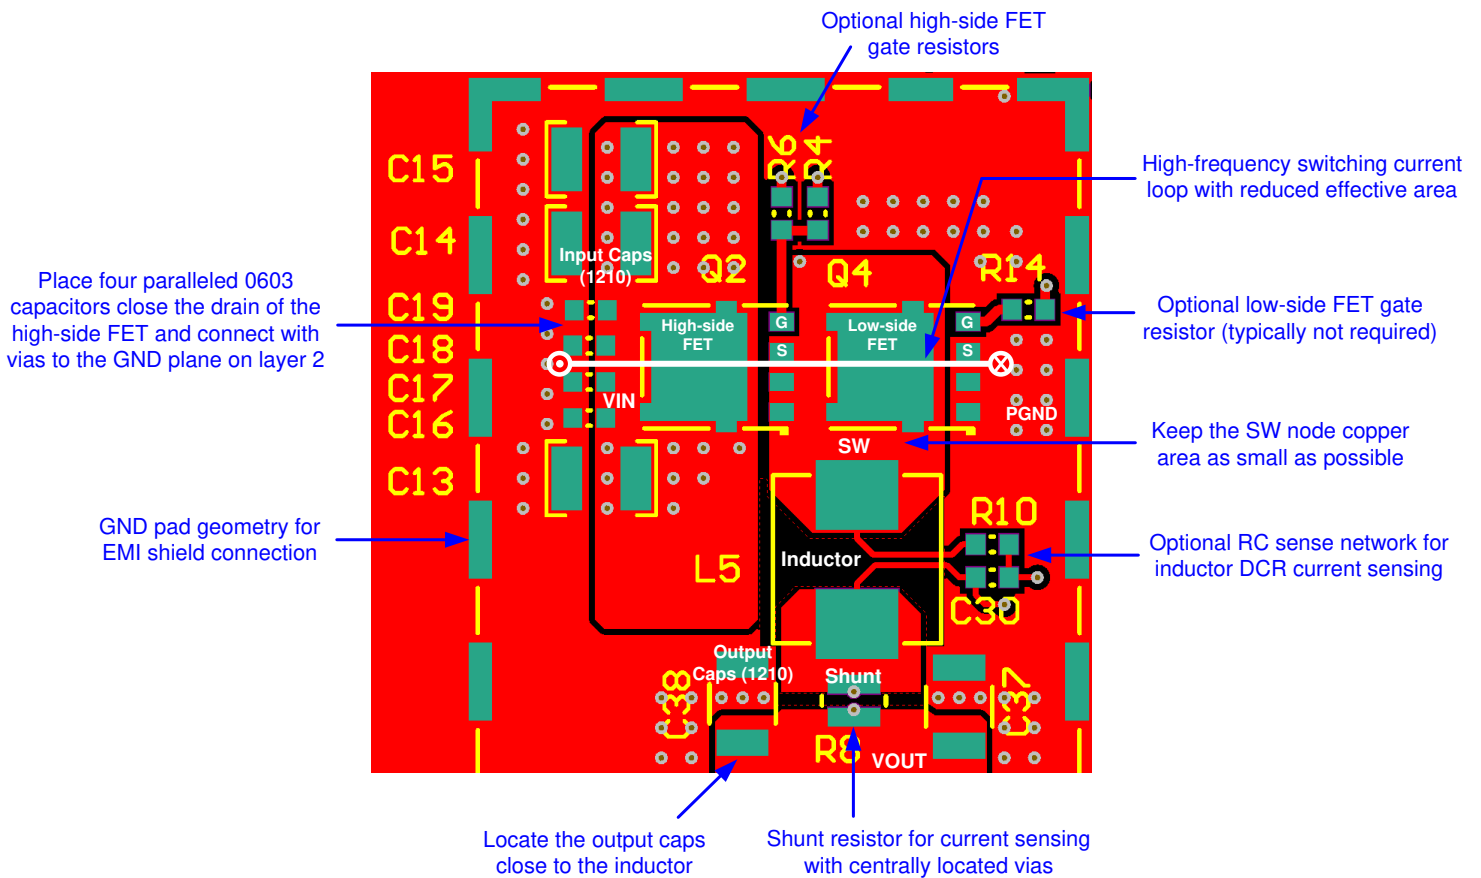 Optional high-side FET
gate resistors
R6
R4
C15
High-frequency switching current
loop with reduced effective area
C14
Input Caps
(1210)
Q2
Q4
R14
Place four paralleled 0603
capacitors close the drain of the
high-side FET and connect with
vias to the GND plane on layer 2
C19
C18
C17
C16
High-side
FET
G
S
Low-side
FET
G
S
Optional low-side FET gate
resistor (typically not required)
VIN
PGND
SW
Keep the SW node copper
area as small as possible
C13
GND pad geometry for
EMI shield connection
R10
L5
Inductor
Optional RC sense network for
inductor DCR current sensing
C30
Output
Caps (1210)
Shunt
C38
C37
R8
VOUT
Locate the output caps
close to the inductor
Shunt resistor for current sensing
with centrally located vias